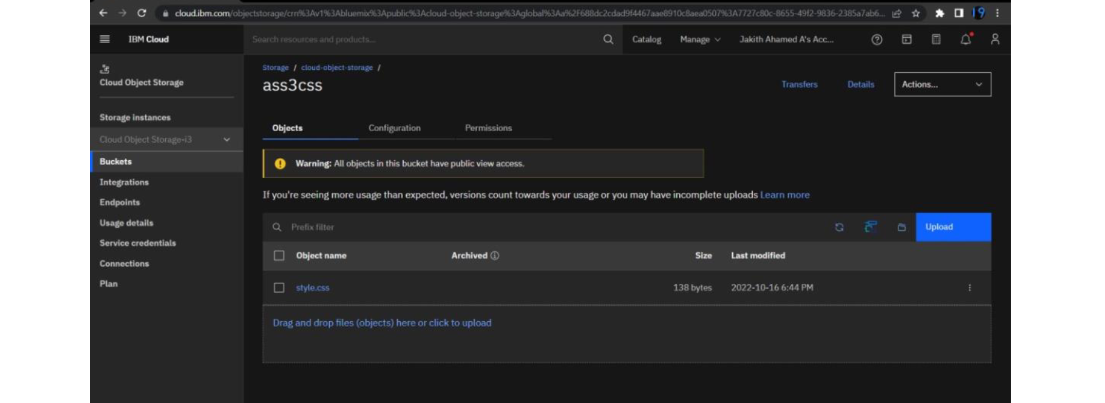 cloud.ibm.com/objectstorage/crn%3Av1%3Abluemix%3Apublic%3Acloud-object-storage%3Aglobal%3Aa%2F688dc2cdad9f4467aae8910c8aea0507%3A7727c80c-8655-49f2-9836-2385a7ab6...
IBM Cloud
Search resources and products...
Catalog
Manage
Jakith Ahamed A's Acc...
Cloud Object Storage
Storage instances
Cloud Object Storage-i3
Buckets
Integrations
Endpoints
Usage details
Service credentials
Connections
Plan
Storage / cloud-object-storage /
ass3css
Transfers
Details
Actions...
Objects
Configuration
Permissions
Warning: All objects in this bucket have public view access.
If you're seeing more usage than expected, versions count towards your usage or you may have incomplete uploads Learn more
Prefix filter
Upload
Object name
Archived
Size
Last modified
style.css
138 bytes
2022-10-16 6:44 PM
Drag and drop files (objects) here or click to upload